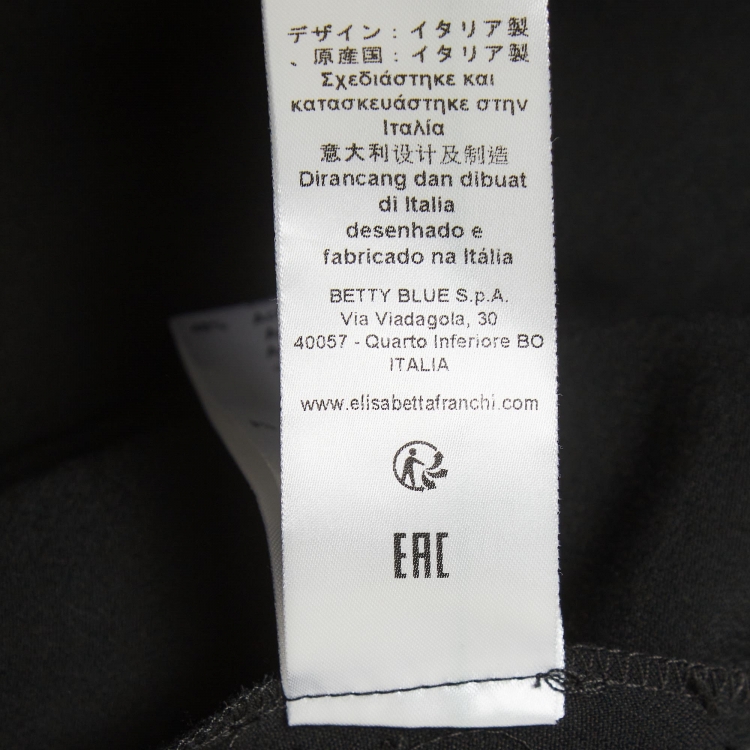 デザイン：イタリア製
、原産国：イタリア製
Σχεδιάστηκε και
κατασκευάστηκε στην
Ιταλία
意大利设计及制造
Dirancang dan dibuat
di Italia
desenhado e
fabricado na Itália
BETTY BLUE S.p.A.
Via Viadagola, 30
40057 - Quarto Inferiore BO
ITALIA
www.elisabettafranchi.com
EAC